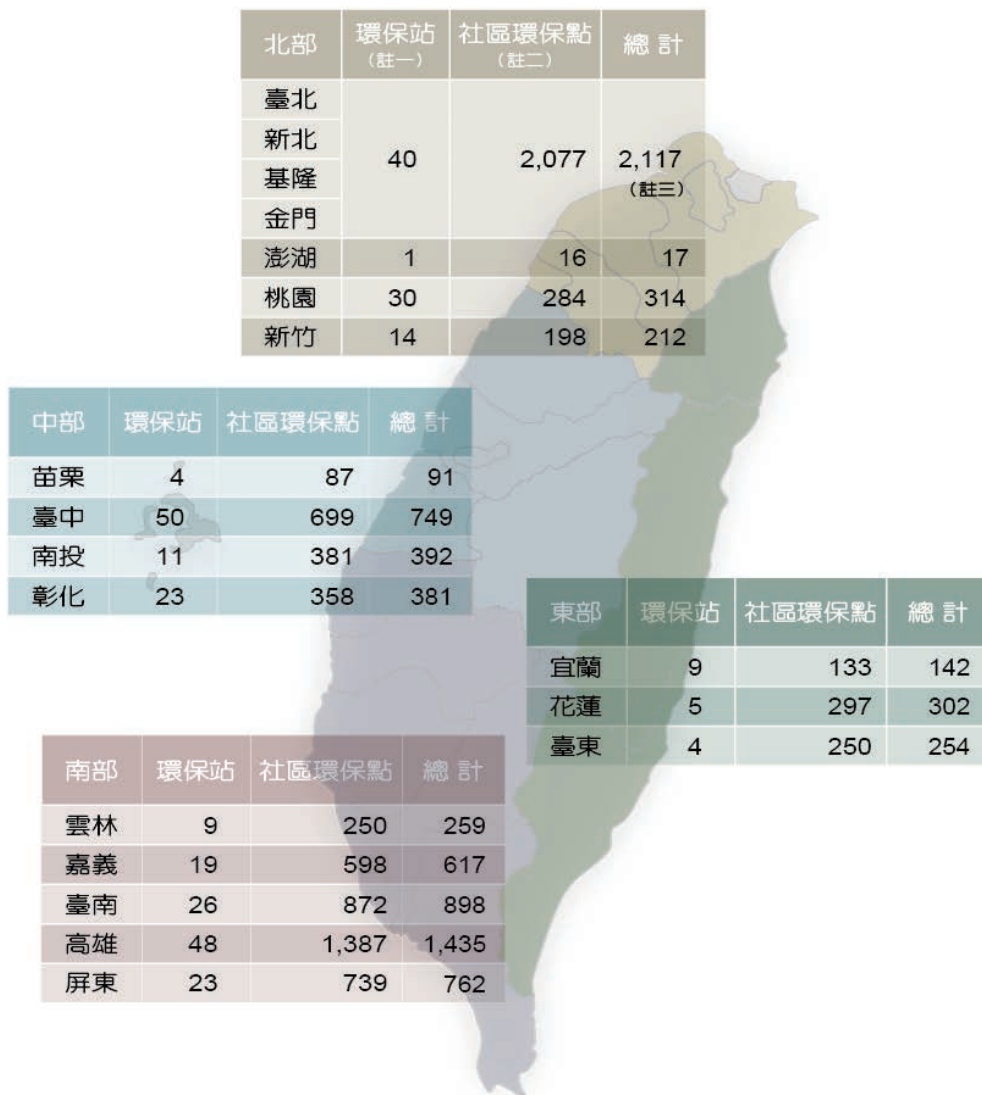 北部 環保站 社區環保點 總計
（註一） （註二）
臺北
新北
40 2,077 2,117
基隆 （註三）
金門
澎湖 1 16 17
桃園 30 284 314
新竹 14 198 212
中部 環保站 社區環保點 總計
苗栗 4 87 91
臺中 50 699 749
南投 11 381 392
彰化 23 358 381
東部 環保站 社區環保點 總計
宜蘭 9 133 142
花蓮 5 297 302
臺東 4 250 254
南部 環保站 社區環保點 總計
雲林 9 250 259
嘉義 19 598 617
臺南 26 872 898
高雄 48 1,387 1,435
屏東 23 739 762